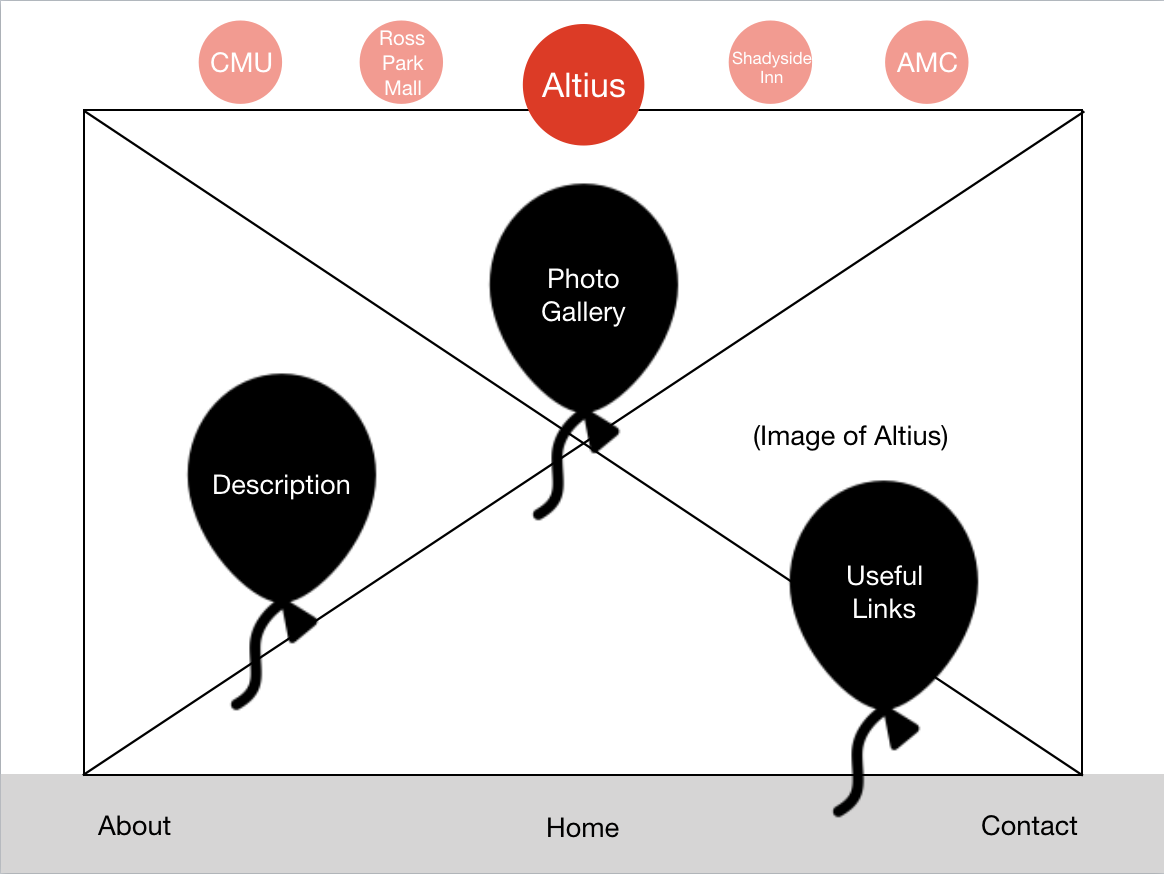 CMU
Ross
Park
Mall
Altius
Shadyside
Inn
AMC
Photo
Gallery
(Image of Altius)
Description
Useful
Links
About
Home
Contact